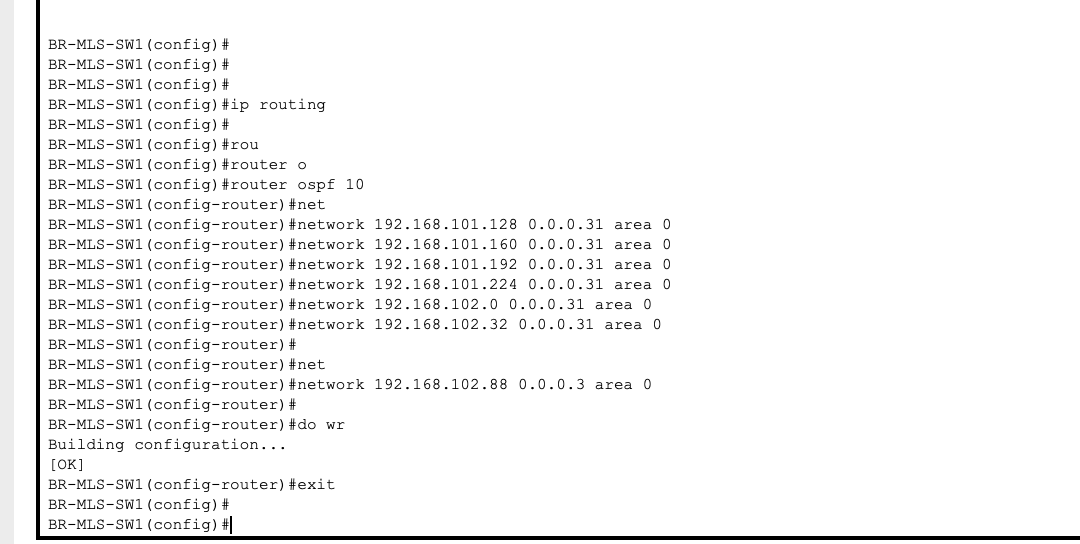 BR-MLS-SW1(config)#
BR-MLS-SW1(config)#
BR-MLS-SW1(config)#
BR-MLS-SW1(config)#ip routing
BR-MLS-SW1(config)#
BR-MLS-SW1(config)#rou
BR-MLS-SW1(config)#router o
BR-MLS-SW1(config)#router ospf 10
BR-MLS-SW1(config-router)#net
BR-MLS-SW1(config-router)#network 192.168.101.128 0.0.0.31 area 0
BR-MLS-SW1(config-router)#network 192.168.101.160 0.0.0.31 area 0
BR-MLS-SW1(config-router)#network 192.168.101.192 0.0.0.31 area 0
BR-MLS-SW1(config-router)#network 192.168.101.224 0.0.0.31 area 0
BR-MLS-SW1(config-router)#network 192.168.102.0 0.0.0.31 area 0
BR-MLS-SW1(config-router)#network 192.168.102.32 0.0.0.31 area 0
BR-MLS-SW1(config-router)#
BR-MLS-SW1(config-router)#net
BR-MLS-SW1(config-router)#network 192.168.102.88 0.0.0.3 area 0
BR-MLS-SW1(config-router)#
BR-MLS-SW1(config-router)#do wr
Building configuration...
[OK]
BR-MLS-SW1(config-router)#exit
BR-MLS-SW1(config)#
BR-MLS-SW1(config)#